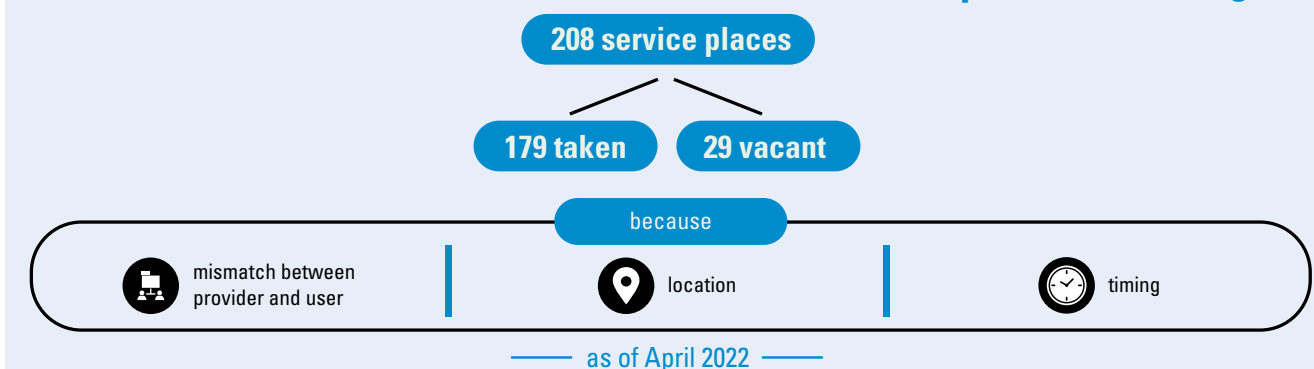 208 service places
179 taken
29 vacant
because
mismatch between
provider and user
location
timing
as of April 2022